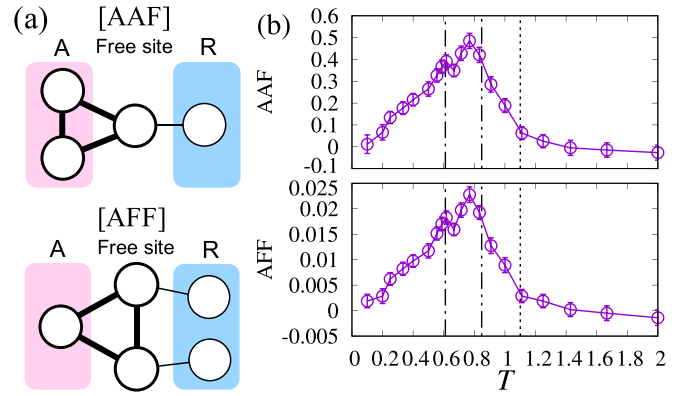 (a)
[AAF]
A Free site R
[AFF]
A Free site R
(b)
AAF
0.6
0.5
0.4
0.3
0.2
0.1
0
-0.1
AFF
0.025
0.02
0.015
0.01
0.005
0
-0.005
0 0.2 0.4 0.6 0.8 1 1.2 1.4 1.6 1.8 2
T